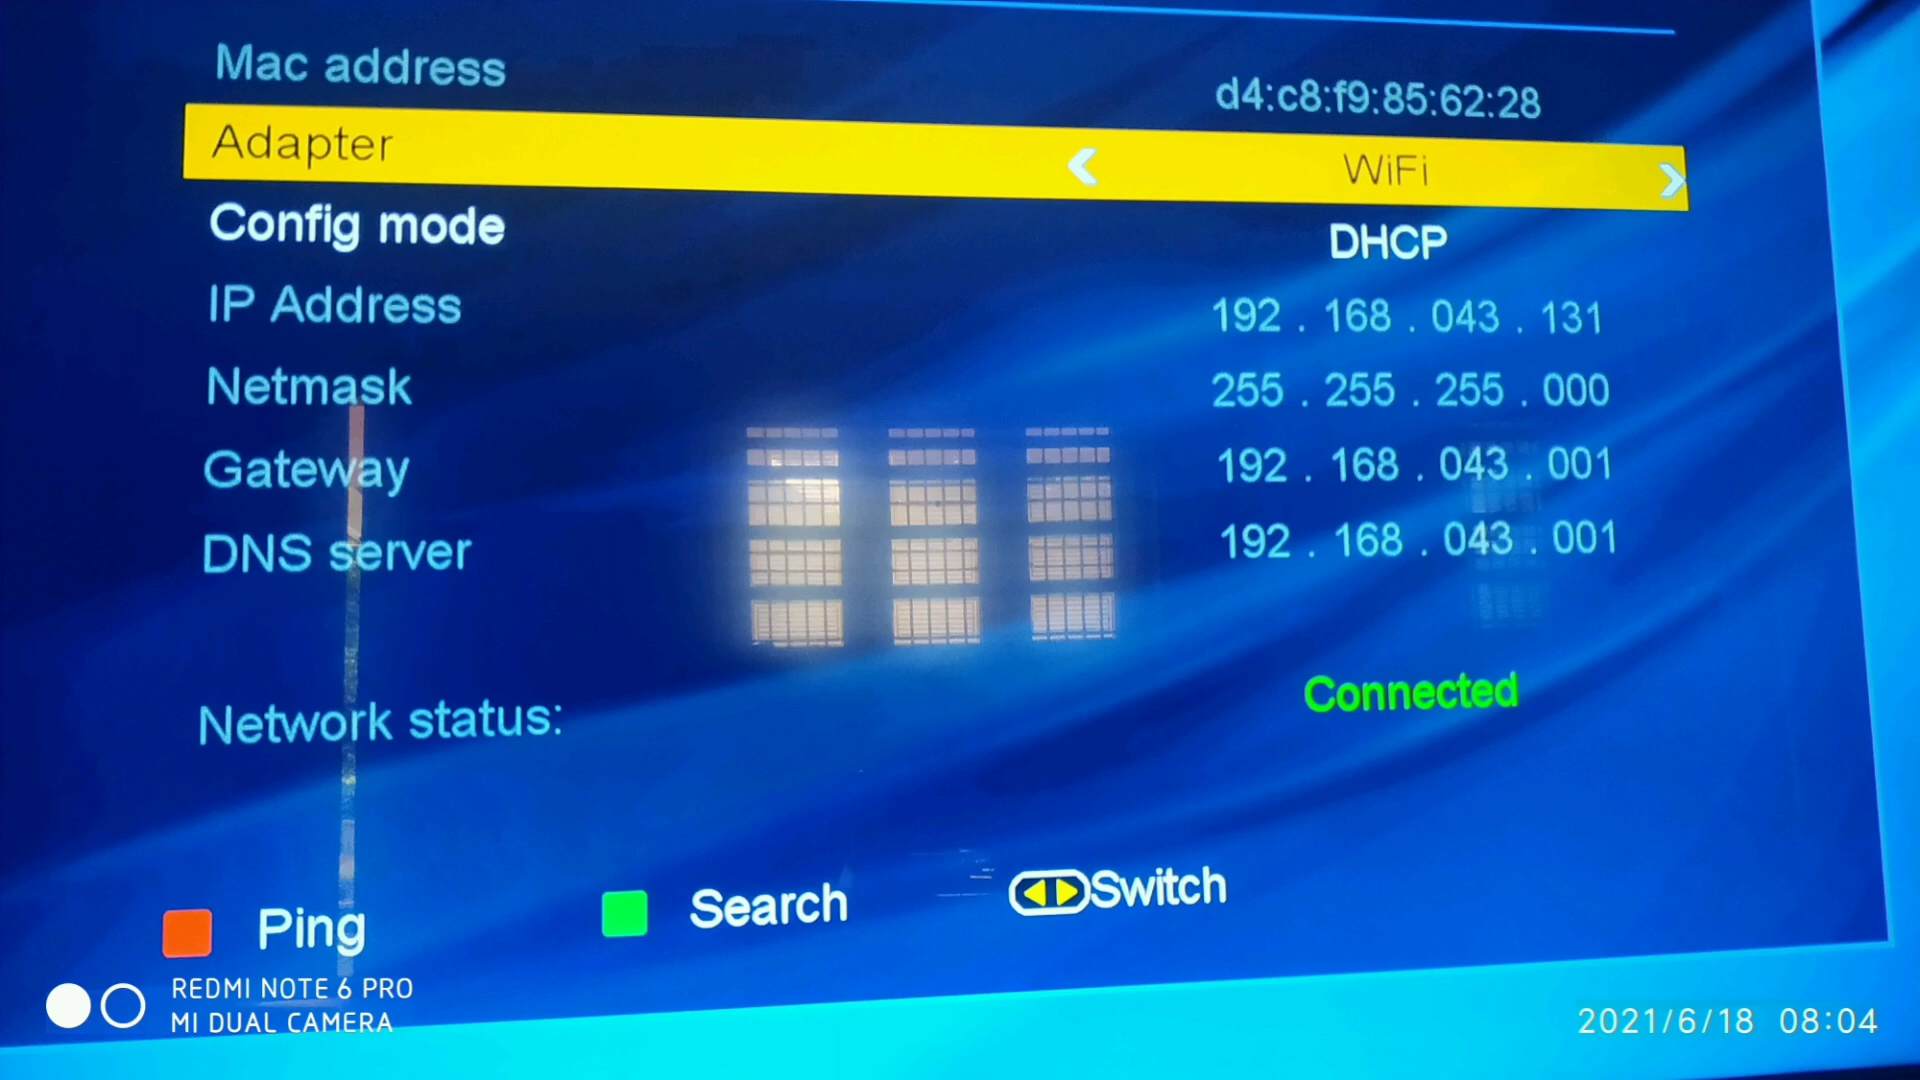 Mac address d4:c8:f9:85:62:28
Adapter WiFi
Config mode DHCP
IP Address 192 . 168 . 043 . 131
Netmask 255 . 255 . 255 . 000
Gateway 192 . 168 . 043 . 001
DNS server 192 . 168 . 043 . 001
Network status: Connected
Ping Search Switch
REDMI NOTE 6 PRO
MI DUAL CAMERA
2021/6/18 08:04